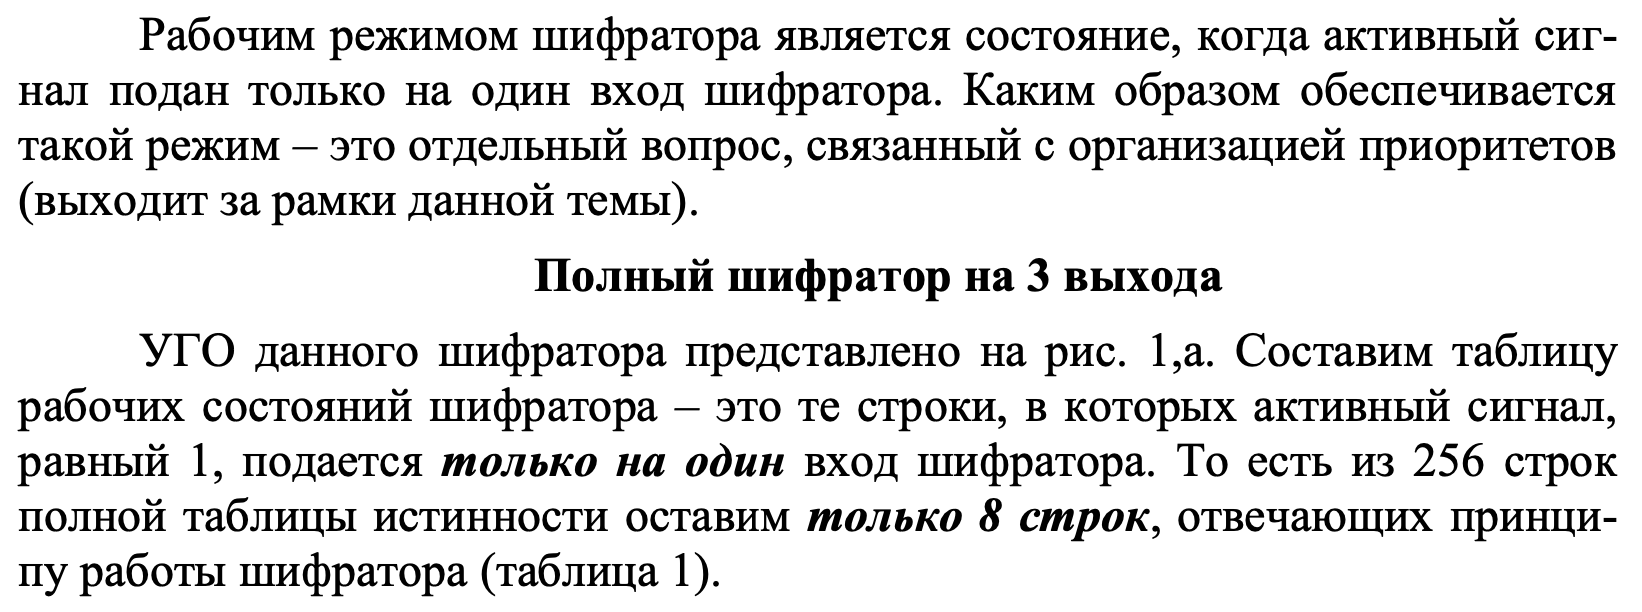 Рабочим режимом шифратора является состояние, когда активный сиг-
нал подан только на один вход шифратора. Каким образом обеспечивается
такой режим – это отдельный вопрос, связанный с организацией приоритетов
(выходит за рамки данной темы).
Полный шифратор на 3 выхода
УГО данного шифратора представлено на рис. 1,а. Составим таблицу
рабочих состояний шифратора – это те строки, в которых активный сигнал,
равный 1, подается только на один вход шифратора. То есть из 256 строк
полной таблицы истинности оставим только 8 строк, отвечающих принци-
пу работы шифратора (таблица 1).